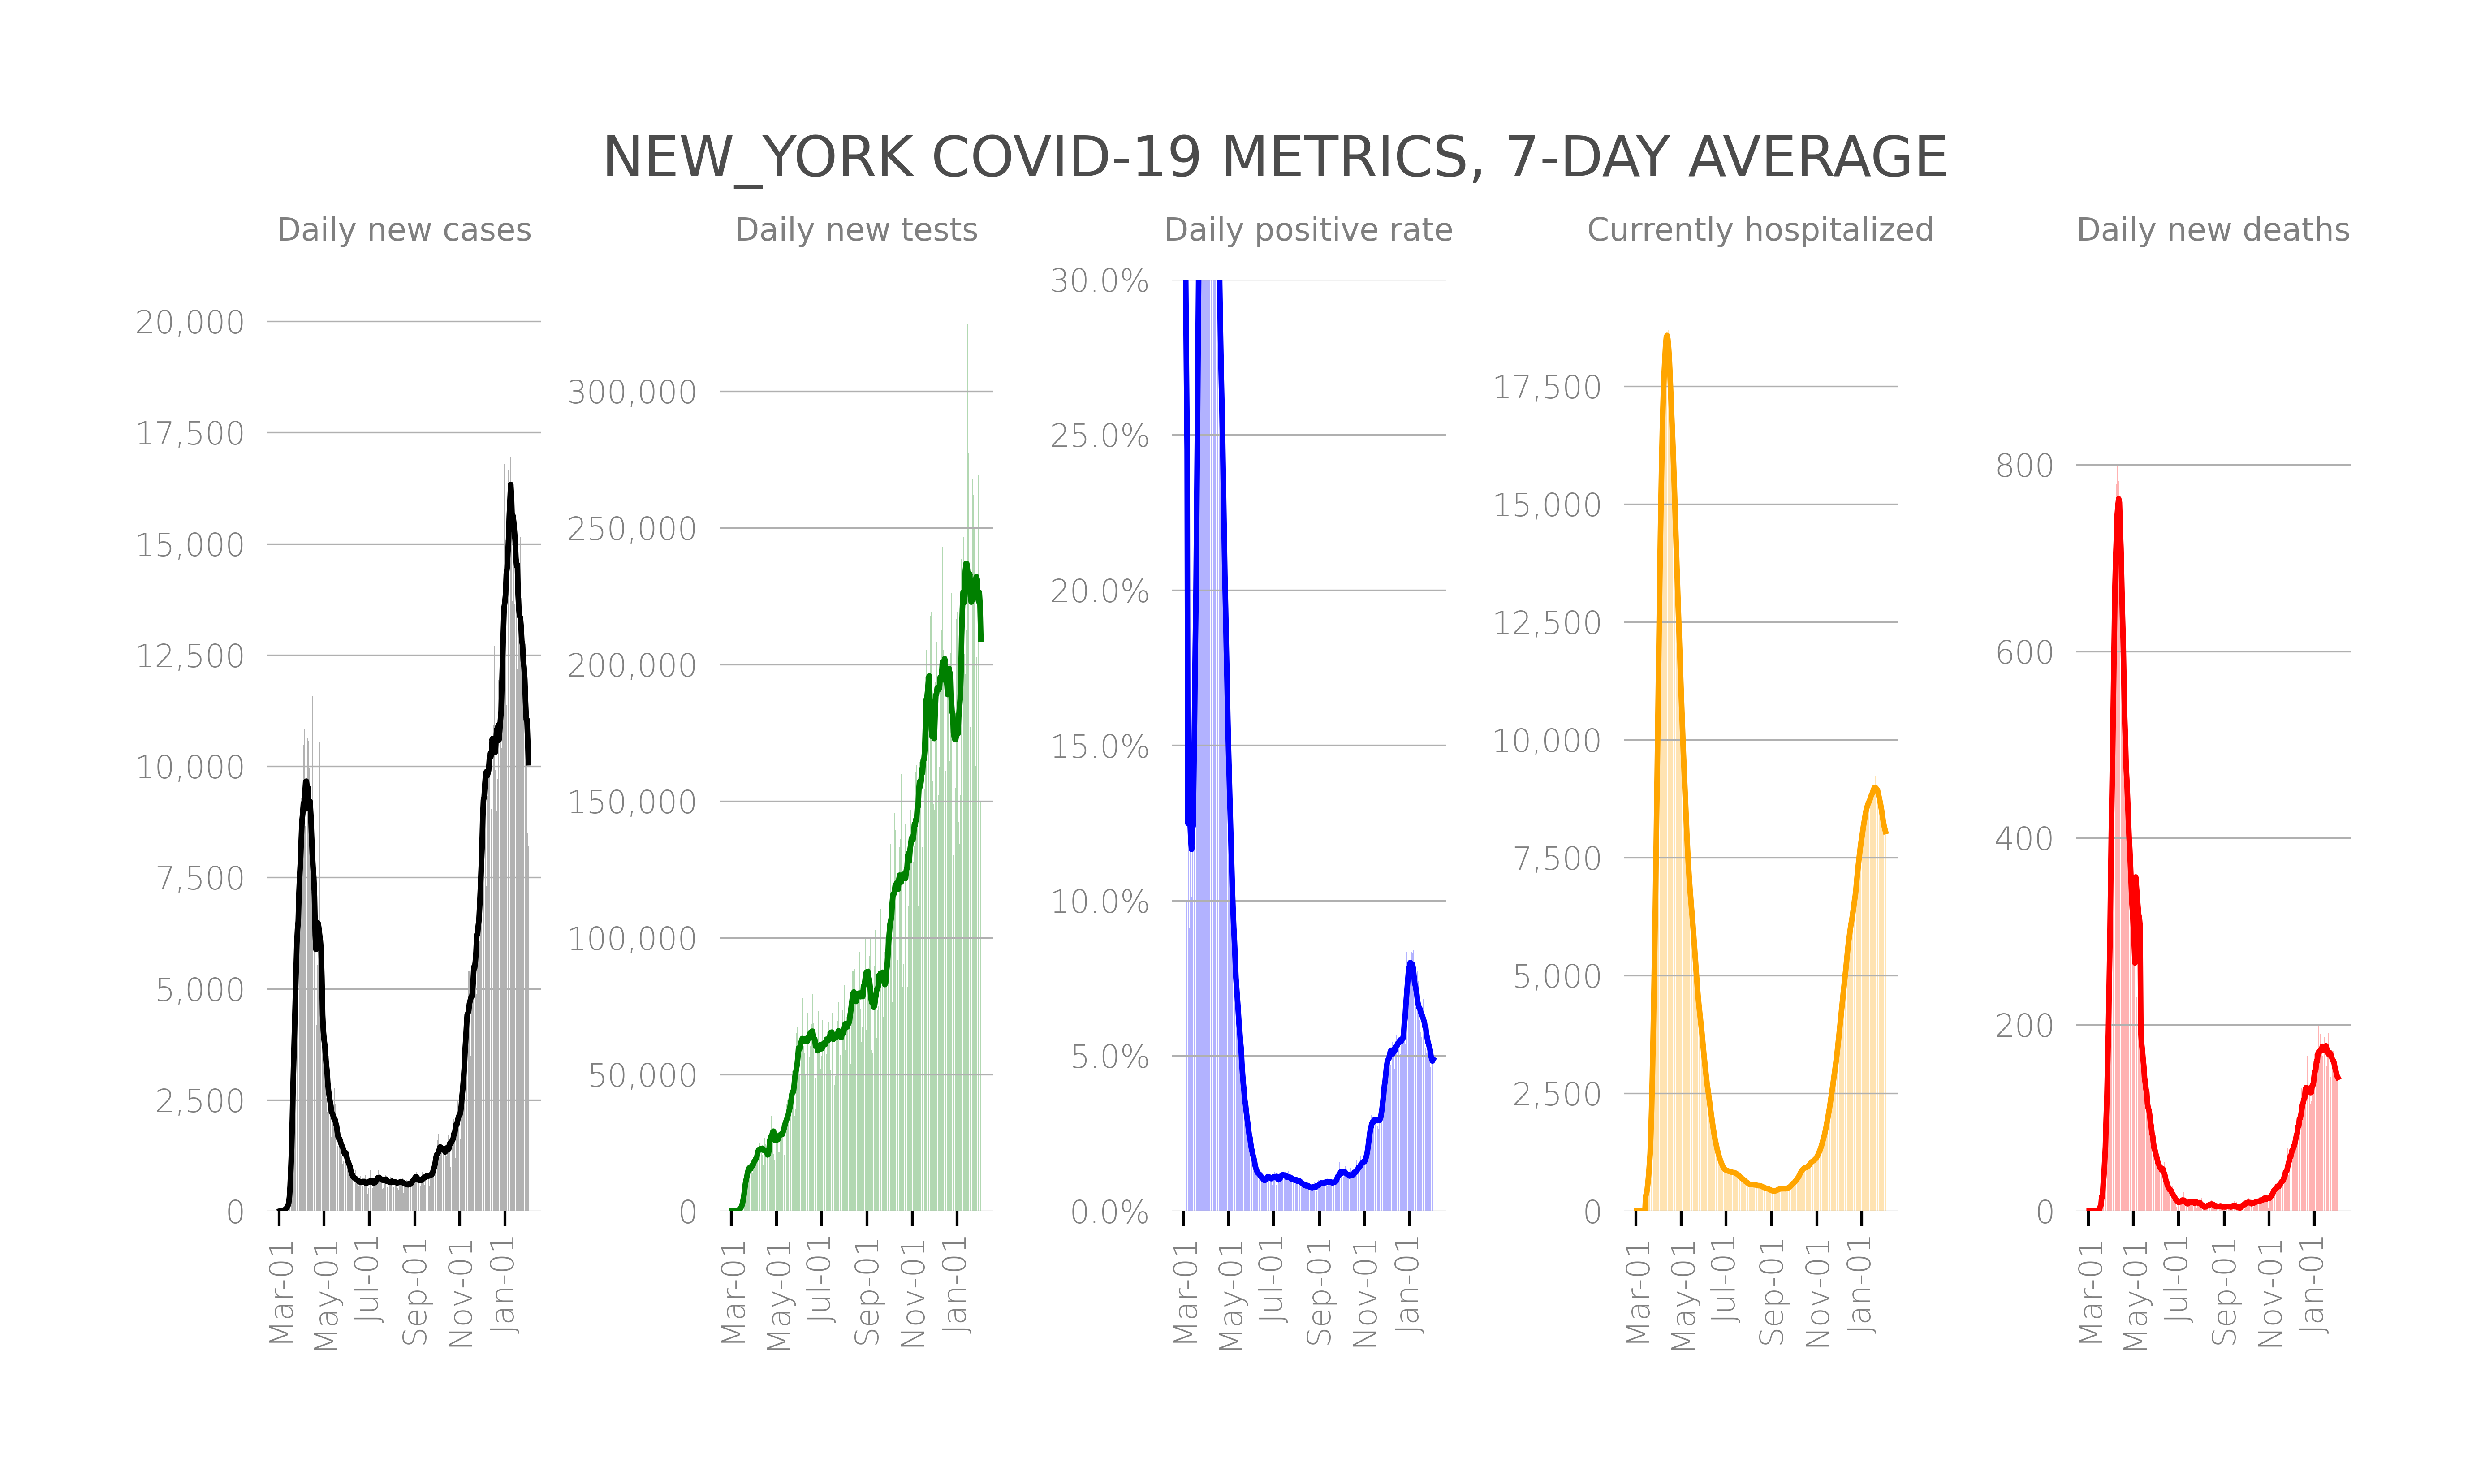 NEW_YORK COVID-19 METRICS, 7-DAY AVERAGE
Daily new cases
20,000
17,500
15,000
12,500
10,000
7,500
5,000
2,500
0
Mar-01
May-01
Jul-01
Sep-01
Nov-01
Jan-01
Daily new tests
300,000
250,000
200,000
150,000
100,000
50,000
0
Mar-01
May-01
Jul-01
Sep-01
Nov-01
Jan-01
Daily positive rate
30.0%
25.0%
20.0%
15.0%
10.0%
5.0%
0.0%
Mar-01
May-01
Jul-01
Sep-01
Nov-01
Jan-01
Currently hospitalized
17,500
15,000
12,500
10,000
7,500
5,000
2,500
0
Mar-01
May-01
Jul-01
Sep-01
Nov-01
Jan-01
Daily new deaths
800
600
400
200
0
Mar-01
May-01
Jul-01
Sep-01
Nov-01
Jan-01